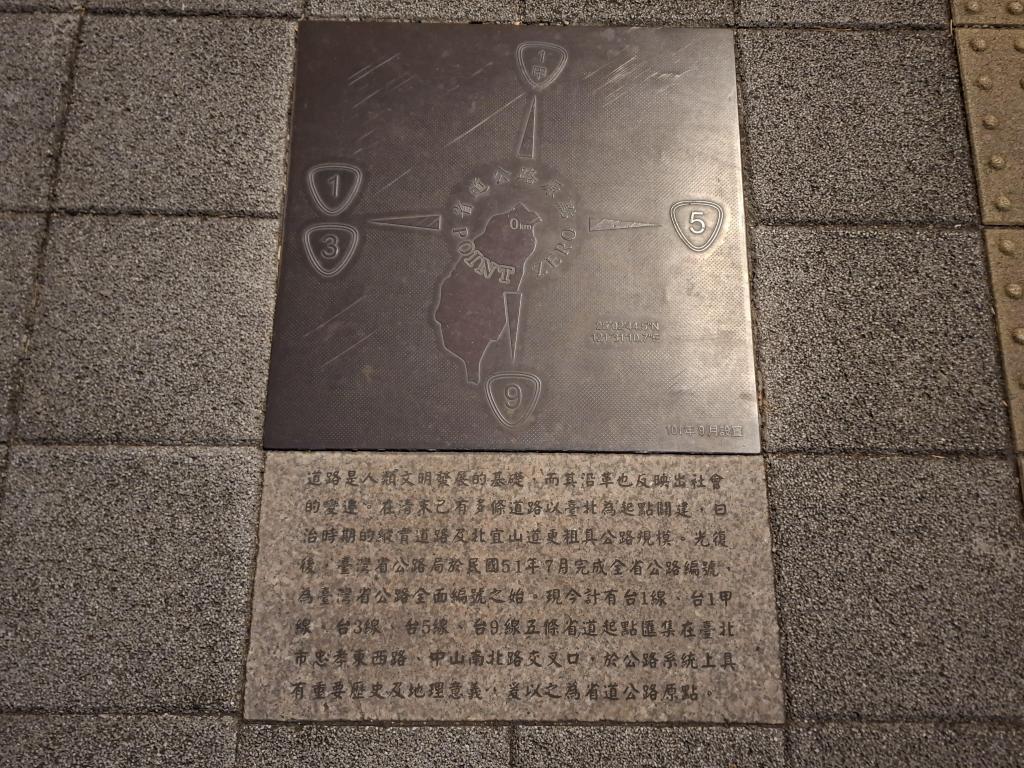 1甲
1
3
省道公路原點
0km
POINT ZERO
5
9
101年9月設置
道路是人類文明發展的基礎，而其沿革也反映出社會
的變遷。在清末已有多條道路以臺北為起點闢建，日
治時期的縱貫道路及北宜山道更粗具公路規模。光復
後，臺灣省公路局於民國51年7月完成全省公路編號，
為臺灣省公路全面編號之始。現今計有台1線、台1甲
線、台3線、台5線、台9線五條省道起點匯集在臺北
市忠孝東西路、中山南北路交叉口，於公路系統上具
有重要歷史及地理意義，爰以之為省道公路原點。